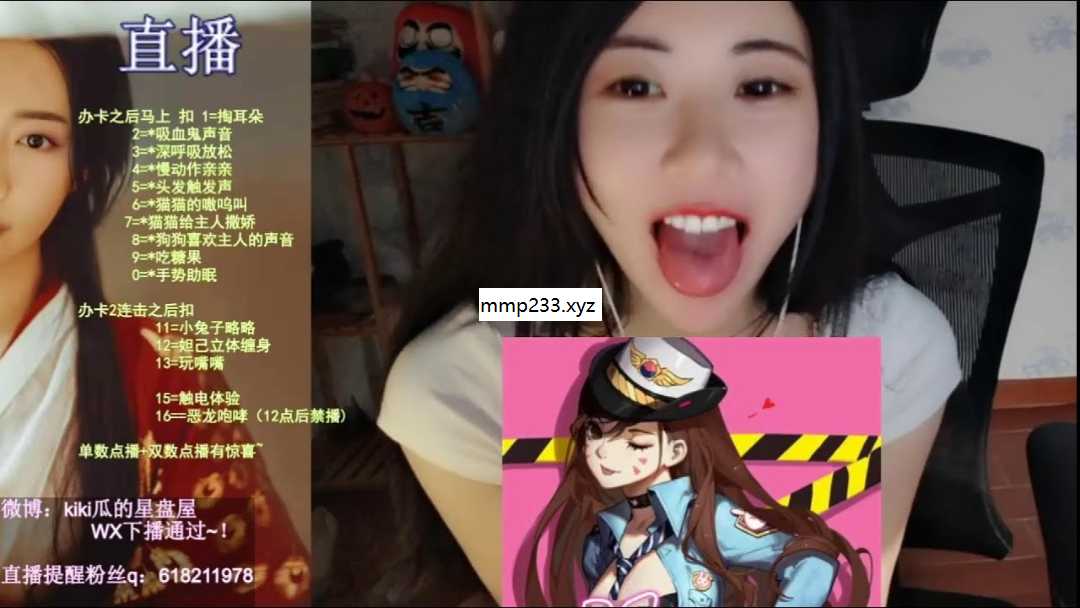 直播
办卡之后马上 扣 1=掏耳朵
2=*吸血鬼声音
3=*深呼吸放松
4=*慢动作亲亲
5=*头发触发声
6=*猫猫的嗷呜叫
7=*猫猫给主人撒娇
8=*狗狗喜欢主人的声音
9=*吃糖果
0=*手势助眠
办卡2连击之后扣
11=小兔子略略
12=妲己立体缠身
13=玩嘴嘴
15=触电体验
16==恶龙咆哮（12点后禁播）
单数点播+双数点播有惊喜~
微博：kiki瓜的星盘屋
WX下播通过~！
直播提醒粉丝q：618211978
mmp233.xyz
吉